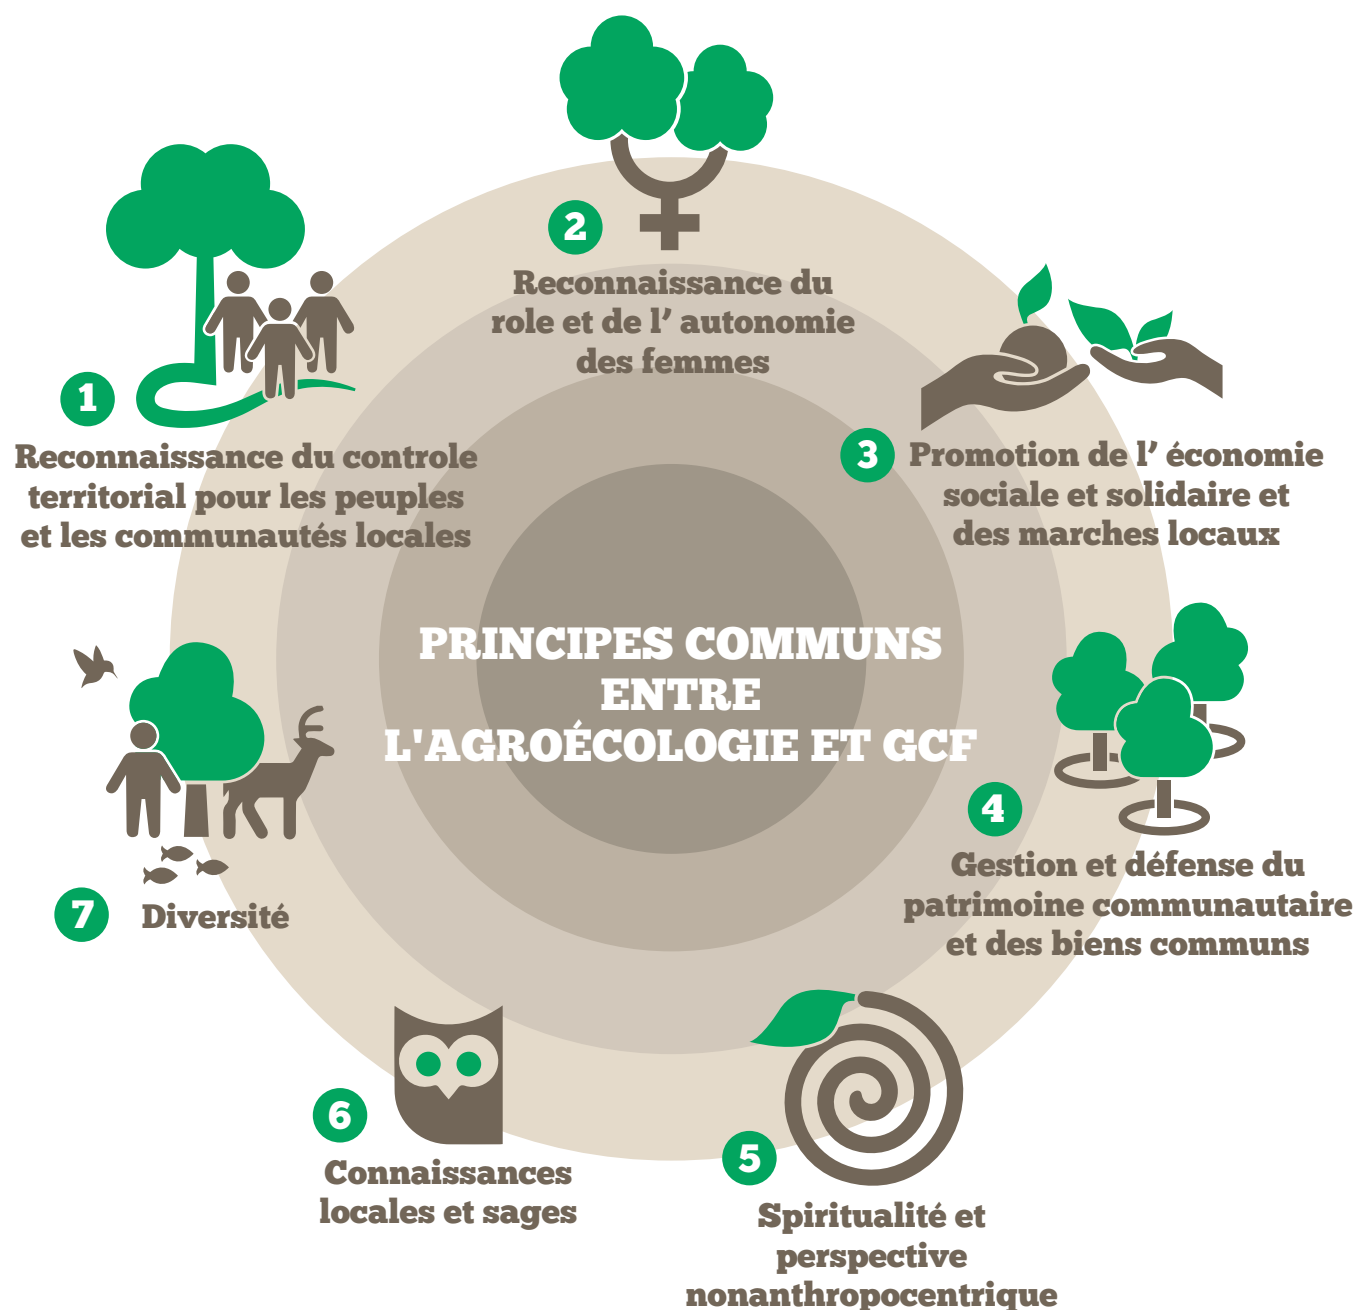 1
Reconnaissance du controle
territorial pour les peuples
et les communautés locales
2
Reconnaissance du
role et de l’ autonomie
des femmes
3
Promotion de l’ économie
sociale et solidaire et
des marches locaux
PRINCIPES COMMUNS
ENTRE
L'AGROÉCOLOGIE ET GCF
4
Gestion et défense du
patrimoine communautaire
et des biens communs
5
Spiritualité et
perspective
nonanthropocentrique
6
Connaissances
locales et sages
7
Diversité